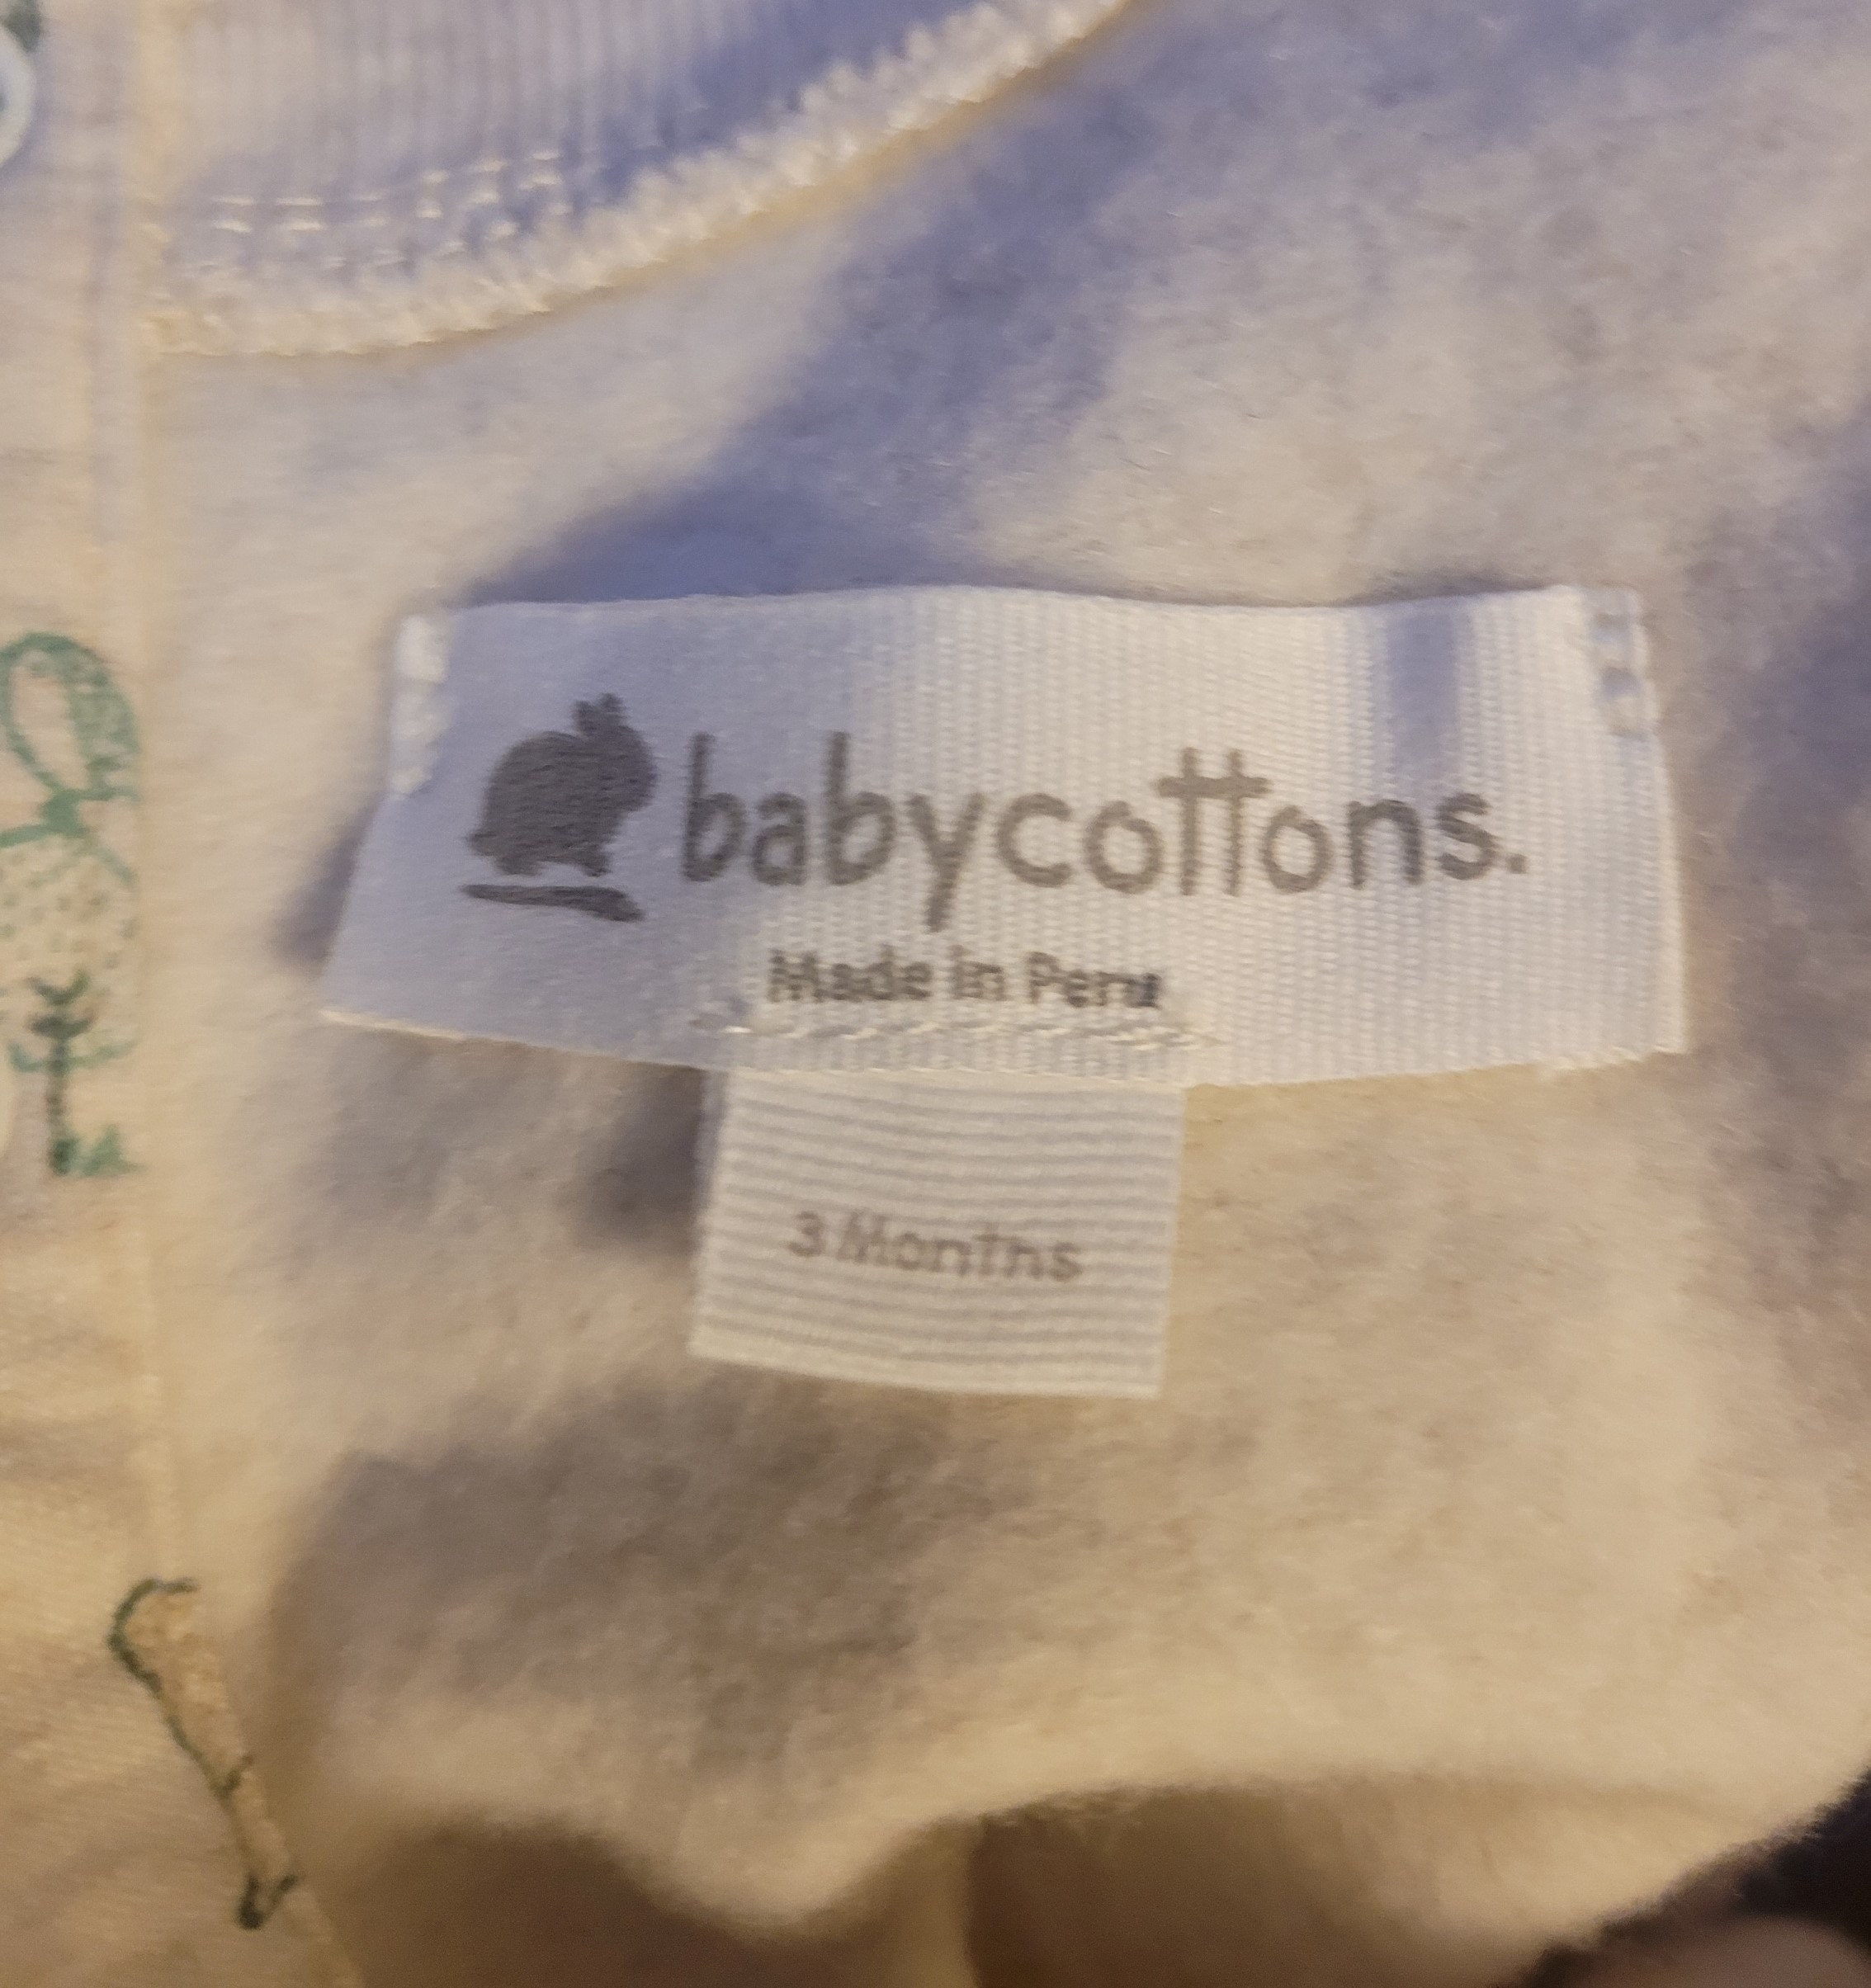 babycottons.
Made in Peru
3 Months